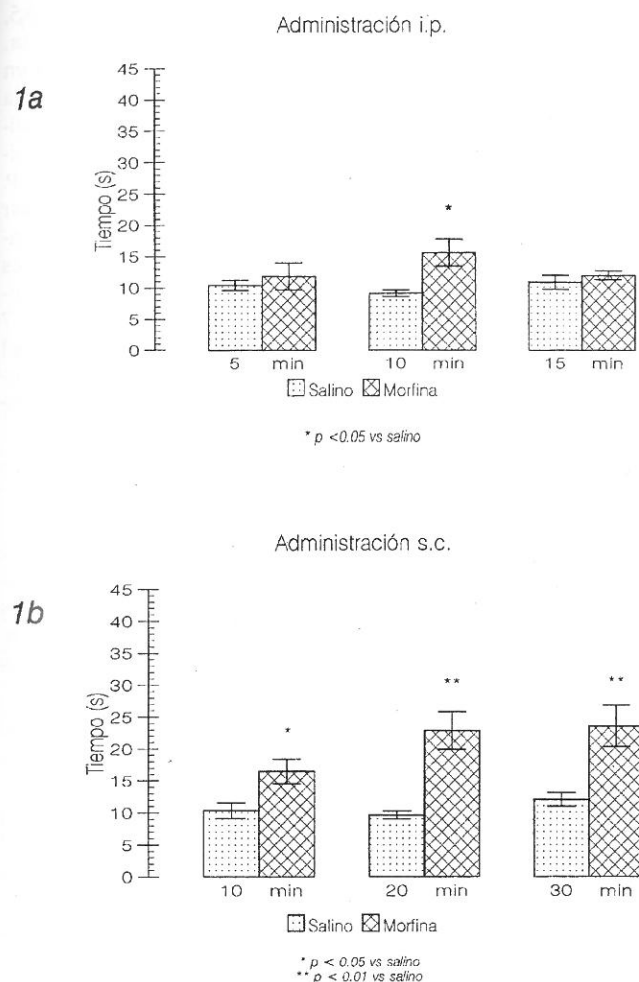 Administración i.p.
1a
45
40
35
30
25
20
15
10
5
0
Tiempo (s)
*
5 min 10 min 15 min
Salino Morfina
* p <0.05 vs salino
Administración s.c.
1b
45
40
35
30
25
20
15
10
5
0
Tiempo (s)
* ** **
10 min 20 min 30 min
Salino Morfina
* p < 0.05 vs salino
** p < 0.01 vs salino